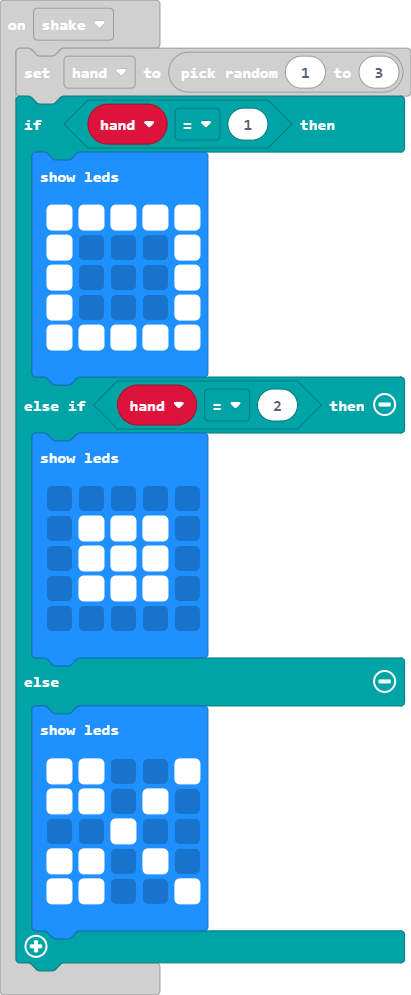 on shake
set hand to pick random 1 to 3
if hand = 1 then
show leds
else if hand = 2 then
show leds
else
show leds